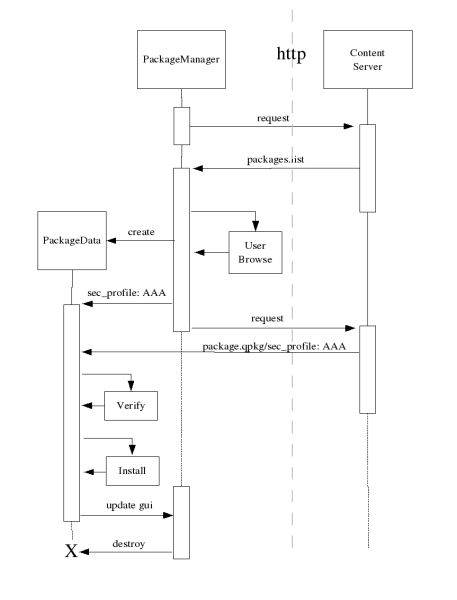 PackageManager
http
Content
Server
request
packages.list
create
PackageData
User
Browse
sec_profile: AAA
request
package.qpkg/sec_profile: AAA
Verify
Install
update gui
X
destroy